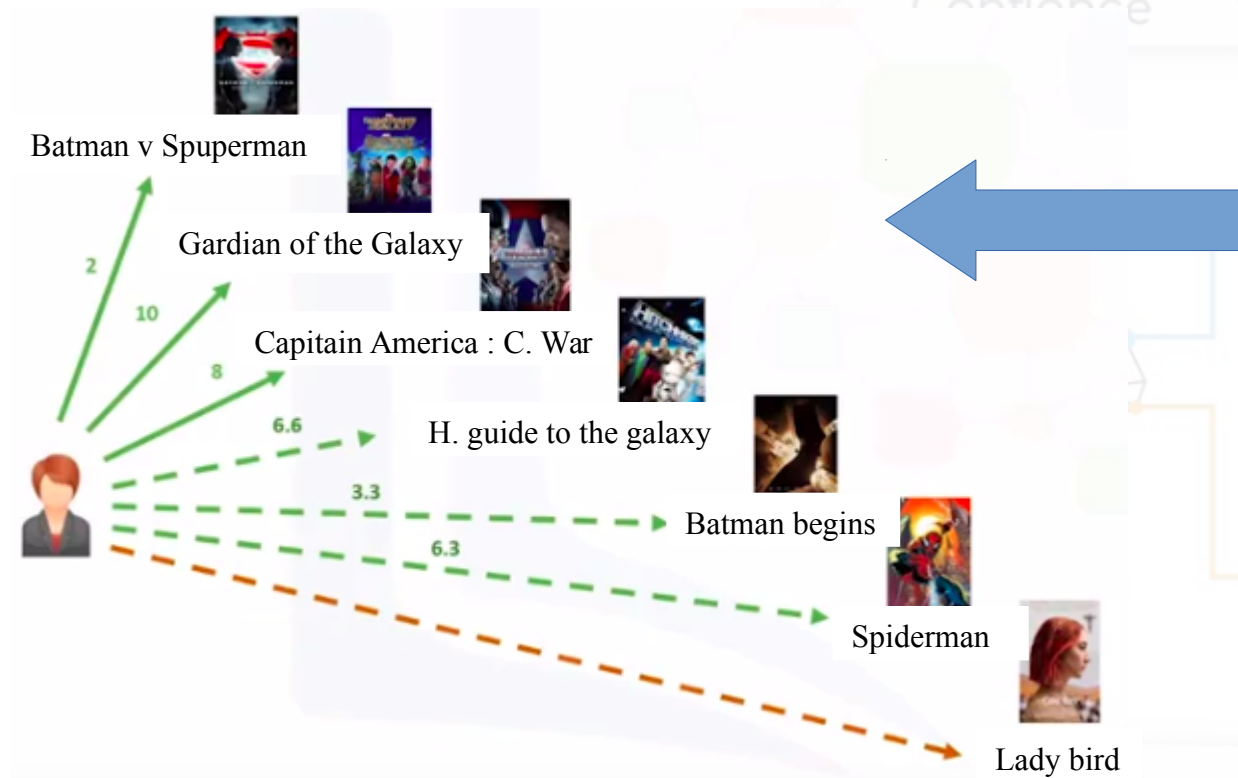 Confience
Batman v Spuperman
2
Gardian of the Galaxy
10
Capitain America : C. War
8
H. guide to the galaxy
6.6
3.3
Batman begins
6.3
Spiderman
Lady bird